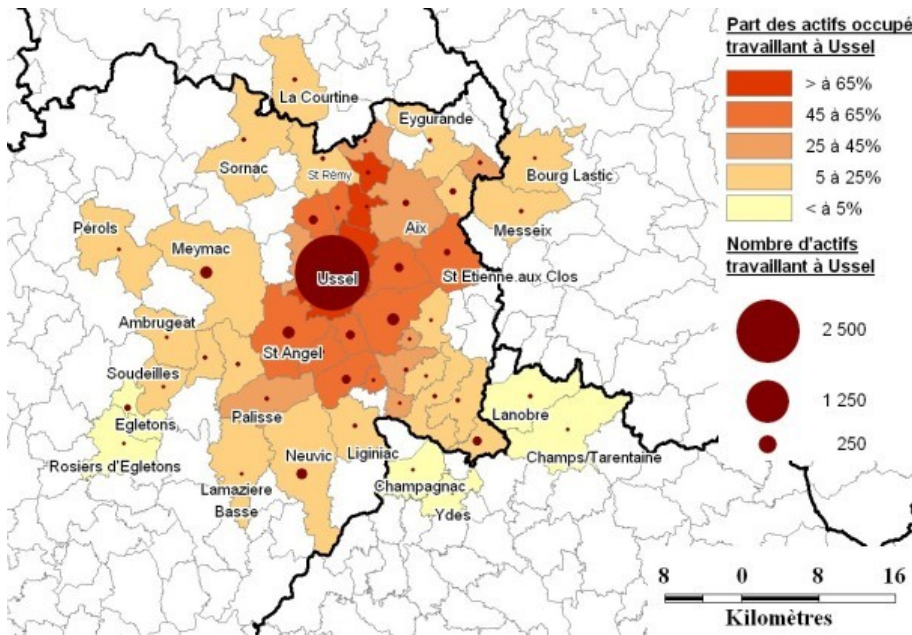 Part des actifs occupé
travaillant à Ussel
> à 65%
45 à 65%
25 à 45%
5 à 25%
< à 5%
Nombre d'actifs
travaillant à Ussel
2 500
1 250
250
La Courtine
Eygurande
Sornac
St Rémy
Bourg Lastic
Pérols
Meymac
Aix
Messeix
Ussel
St Etienne aux Clos
Ambrugeat
St Angel
Soudeilles
Palisse
Lanobre
Egletons
Rosiers d'Egletons
Neuvic
Liginiac
Champs/Tarentaine
Lamaziere
Basse
Champagnac
Ydes
8 0 8 16
Kilomètres